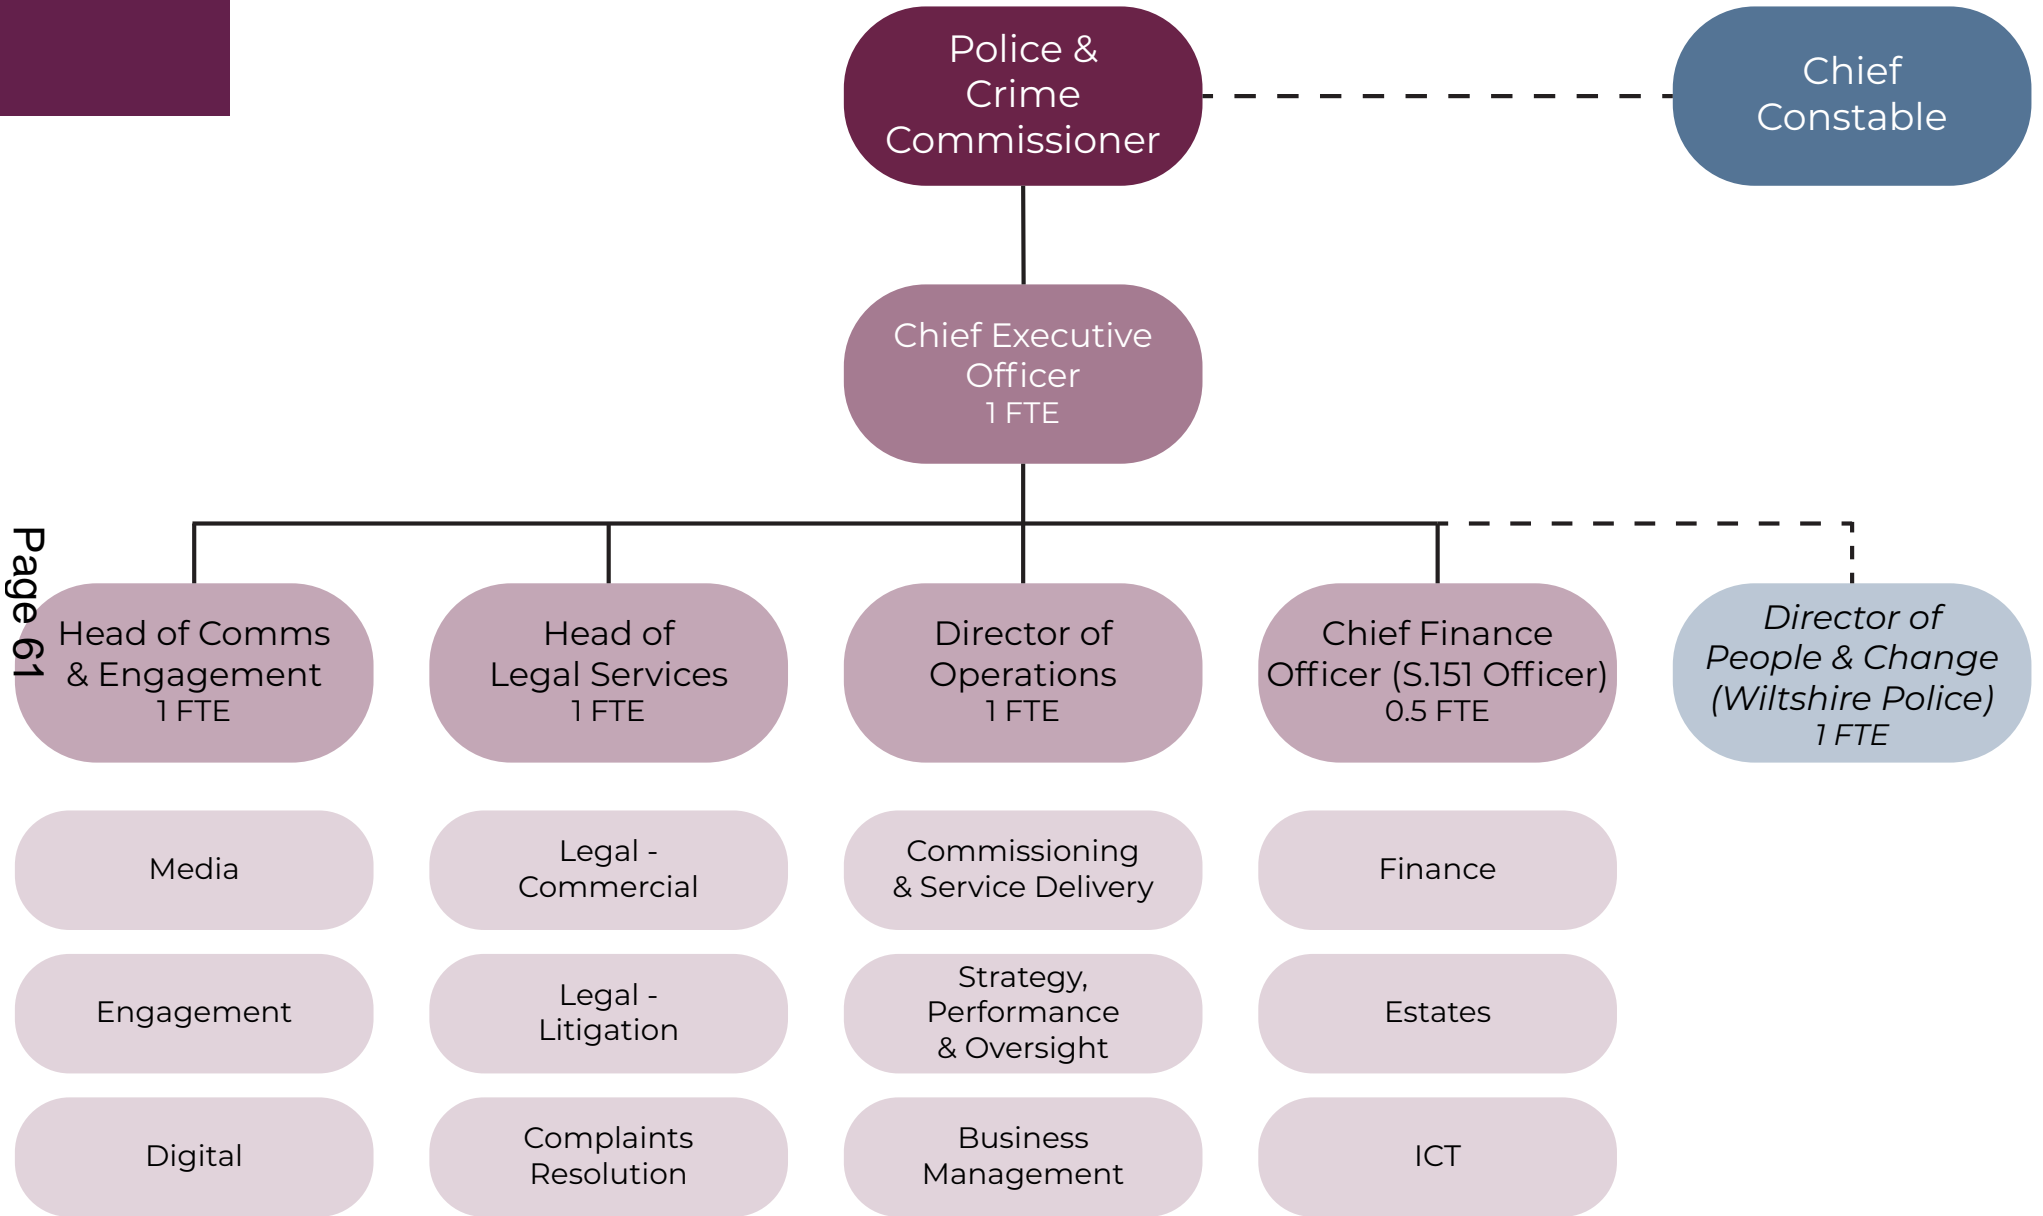 Police &
Crime
Commissioner
Chief
Constable
Chief Executive
Officer
1 FTE
Page 61
Head of Comms
& Engagement
1 FTE
Head of
Legal Services
1 FTE
Director of
Operations
1 FTE
Chief Finance
Officer (S.151 Officer)
0.5 FTE
Director of
People & Change
(Wiltshire Police)
1 FTE
Media
Legal -
Commercial
Commissioning
& Service Delivery
Finance
Engagement
Legal -
Litigation
Strategy,
Performance
& Oversight
Estates
Digital
Complaints
Resolution
Business
Management
ICT